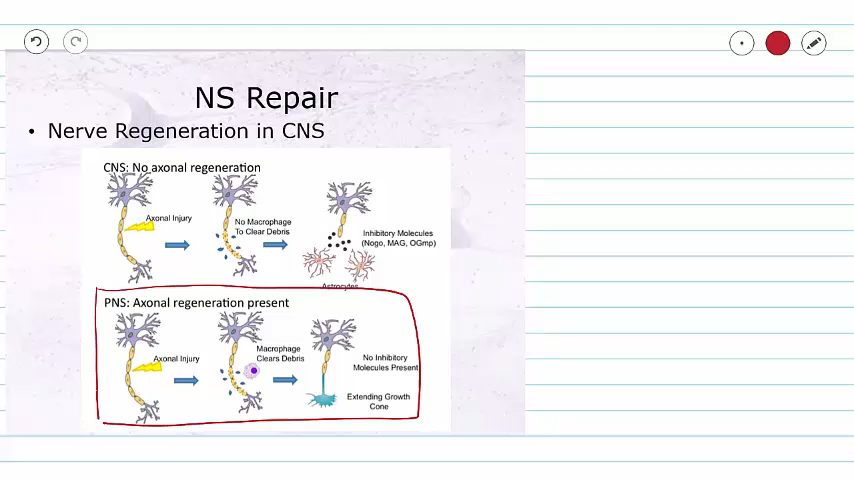 NS Repair
• Nerve Regeneration in CNS
CNS: No axonal regeneration
Axonal Injury
No Macrophage
To Clear Debris
Inhibitory Molecules
(Nogo, MAG, OGmp)
Astrocytes
PNS: Axonal regeneration present
Axonal Injury
Macrophage
Clears Debris
No Inhibitory
Molecules Present
Extending Growth
Cone